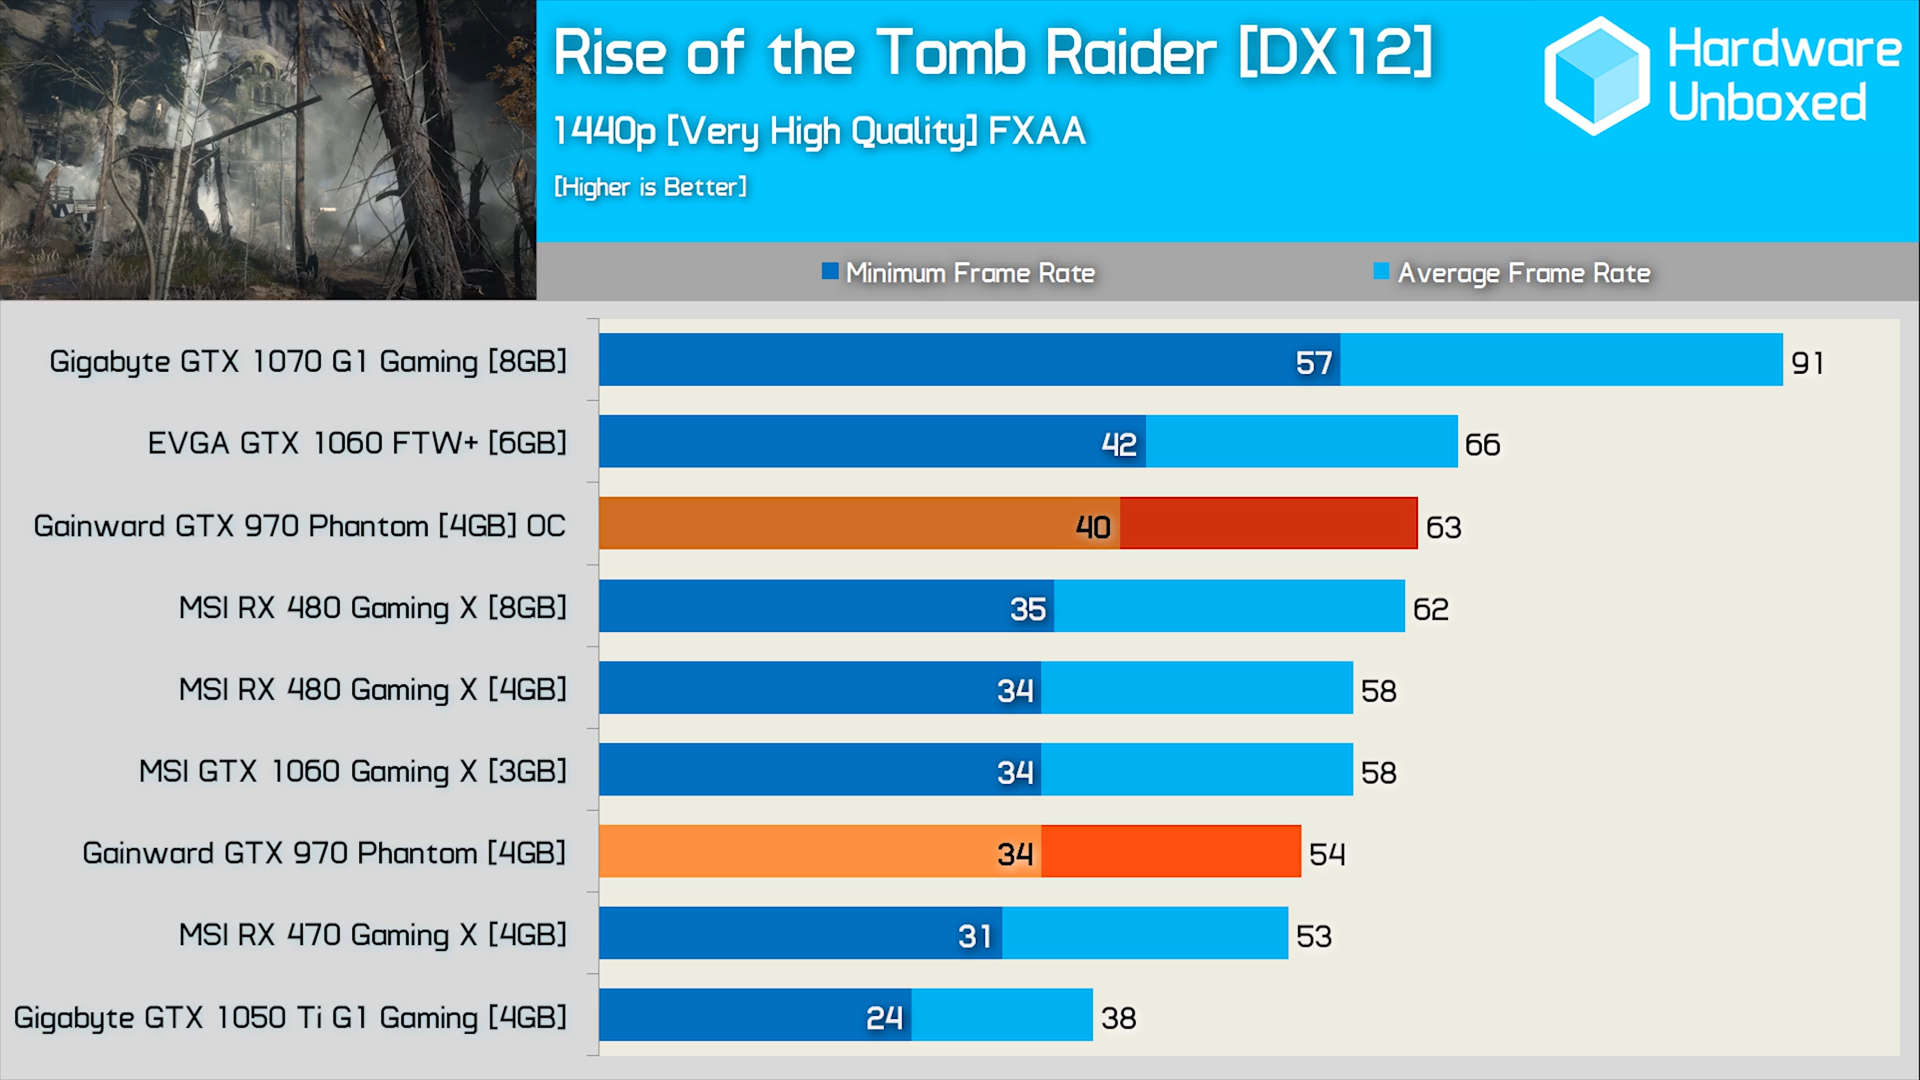 Rise of the Tomb Raider [DX12]
1440p [Very High Quality] FXAA
[Higher is Better]
Hardware
Unboxed
Minimum Frame Rate
Average Frame Rate
Gigabyte GTX 1070 G1 Gaming [8GB] 57 91
EVGA GTX 1060 FTW+ [6GB] 42 66
Gainward GTX 970 Phantom [4GB] OC 40 63
MSI RX 480 Gaming X [8GB] 35 62
MSI RX 480 Gaming X [4GB] 34 58
MSI GTX 1060 Gaming X [3GB] 34 58
Gainward GTX 970 Phantom [4GB] 34 54
MSI RX 470 Gaming X [4GB] 31 53
Gigabyte GTX 1050 Ti G1 Gaming [4GB] 24 38